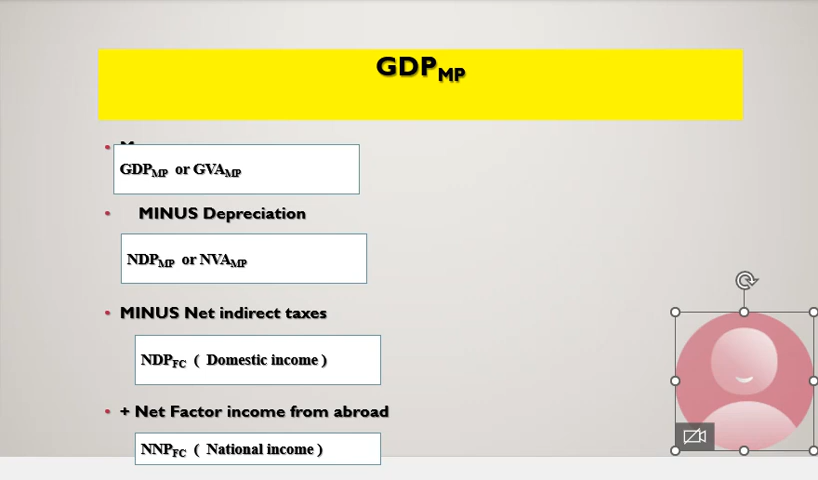 GDPMP
GDPMP or GVAMP
MINUS Depreciation
NDPMP or NVAMP
MINUS Net indirect taxes
NDPFC ( Domestic income )
+ Net Factor income from abroad
NNPFC ( National income )